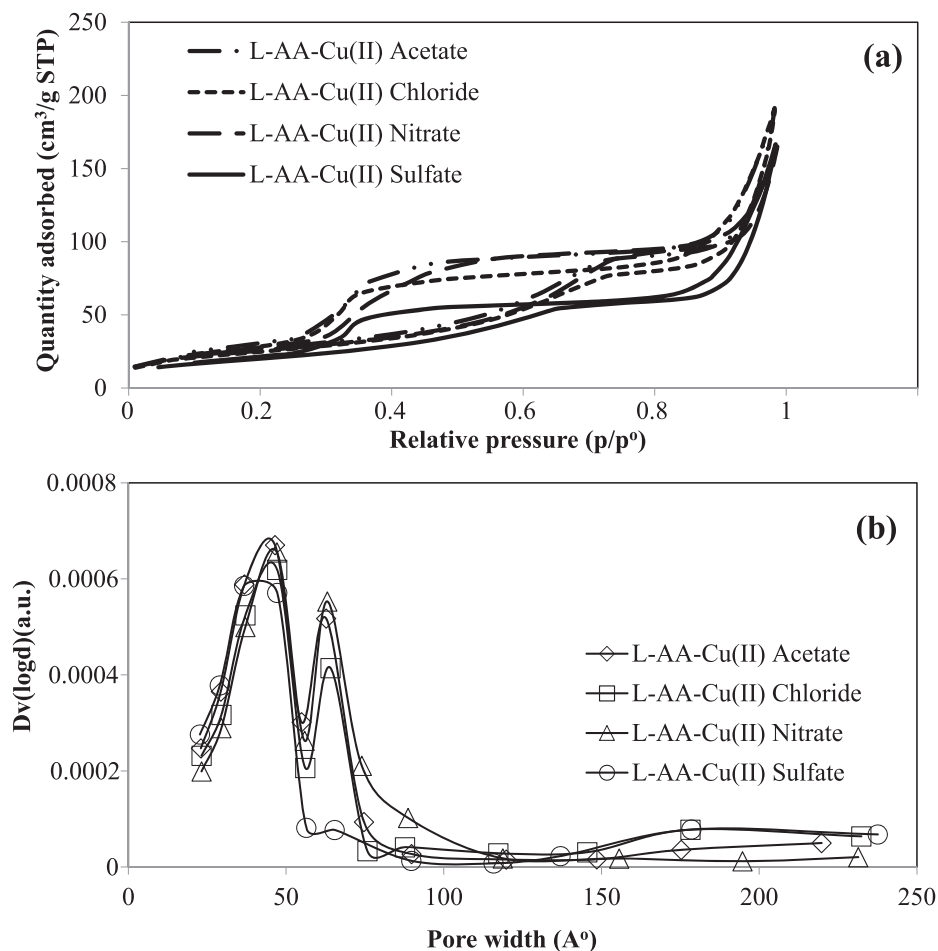 250
200
150
100
50
0
Quantity adsorbed (cm³/g STP)
L-AA-Cu(II) Acetate
L-AA-Cu(II) Chloride
L-AA-Cu(II) Nitrate
L-AA-Cu(II) Sulfate
(a)
0 0.2 0.4 0.6 0.8 1
Relative pressure (p/pᵒ)
0.0008
0.0006
0.0004
0.0002
0
Dv(logd)(a.u.)
(b)
L-AA-Cu(II) Acetate
L-AA-Cu(II) Chloride
L-AA-Cu(II) Nitrate
L-AA-Cu(II) Sulfate
0 50 100 150 200 250
Pore width (Aᵒ)